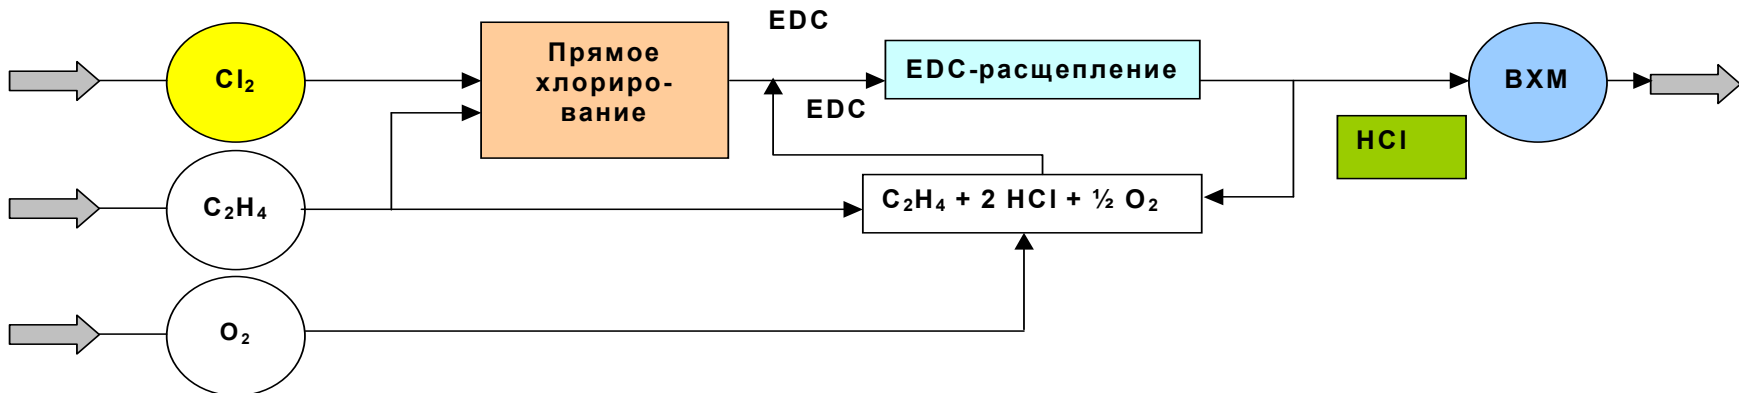 EDC
Cl₂
Прямое
хлориро-
вание
EDC-расщепление
ВХМ
EDC
HCl
C₂H₄
C₂H₄ + 2 HCl + ½ O₂
O₂